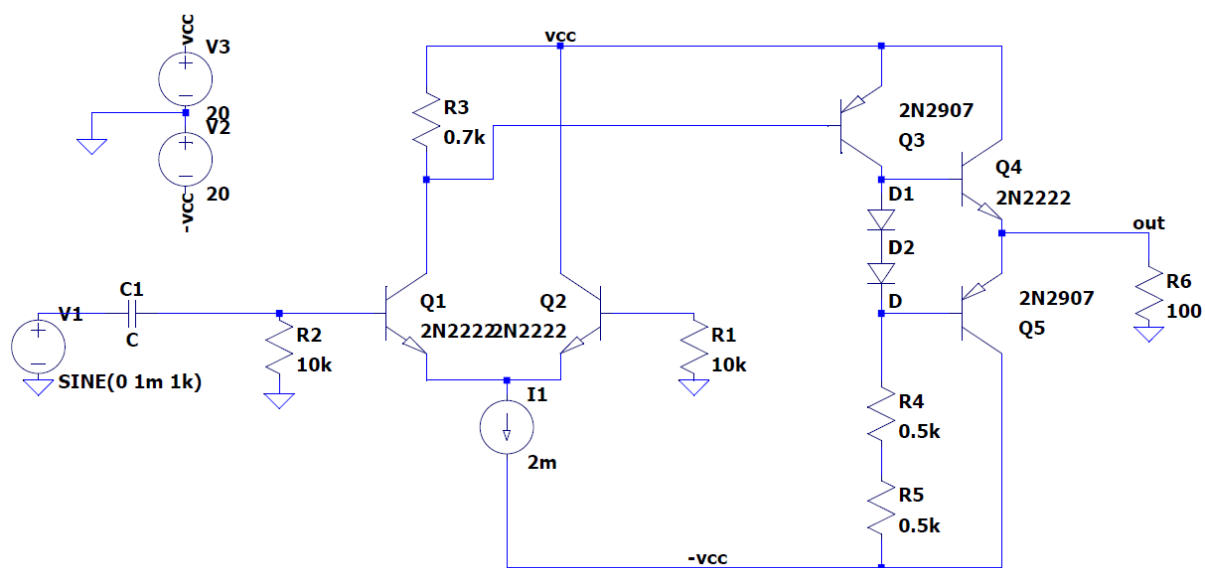 vcc
V3
20
V2
20
-vcc
vcc
R3
0.7k
2N2907
Q3
Q4
2N2222
D1
D2
D
out
R6
100
2N2907
Q5
C1
C
V1
SINE(0 1m 1k)
R2
10k
Q1
2N2222
Q2
2N2222
R1
10k
I1
2m
R4
0.5k
R5
0.5k
-vcc